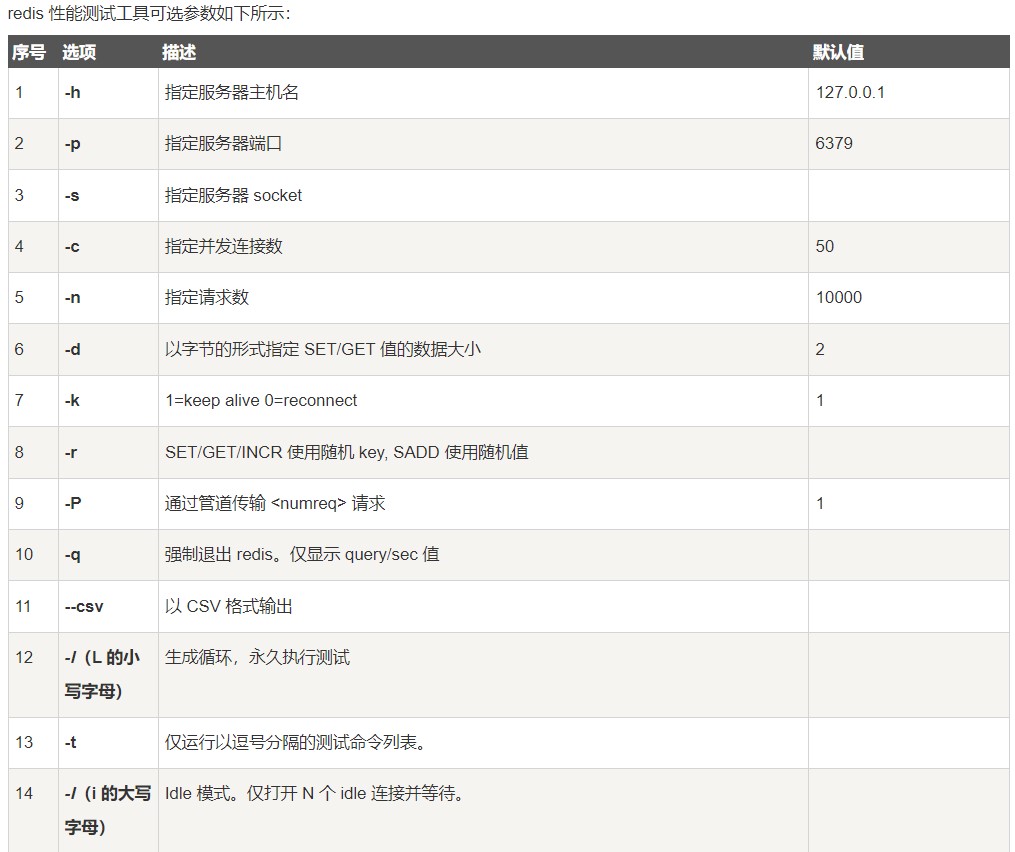 redis 性能测试工具可选参数如下所示：
序号 选项 描述 默认值
1 -h 指定服务器主机名 127.0.0.1
2 -p 指定服务器端口 6379
3 -s 指定服务器 socket
4 -c 指定并发连接数 50
5 -n 指定请求数 10000
6 -d 以字节的形式指定 SET/GET 值的数据大小 2
7 -k 1=keep alive 0=reconnect 1
8 -r SET/GET/INCR 使用随机 key, SADD 使用随机值
9 -P 通过管道传输 <numreq> 请求 1
10 -q 强制退出 redis。仅显示 query/sec 值
11 --csv 以 CSV 格式输出
12 -l（L 的小 生成循环，永久执行测试
写字母）
13 -t 仅运行以逗号分隔的测试命令列表。
14 -I（i 的大写 Idle 模式。仅打开 N 个 idle 连接并等待。
字母）